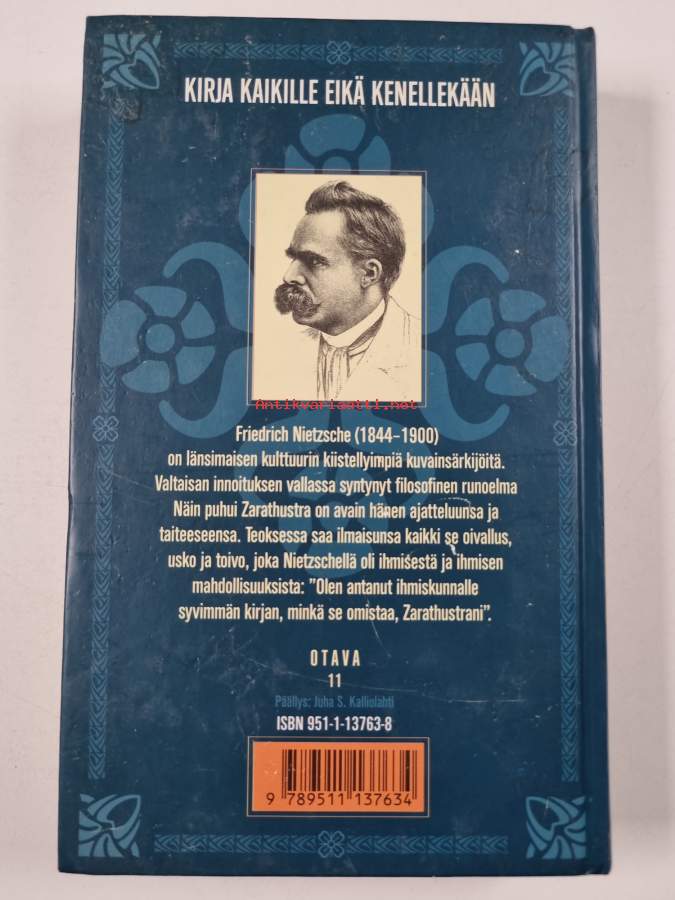 KIRJA KAIKILLE EIKÄ KENELLEKÄÄN
Antikvariaatti.net
Friedrich Nietzsche (1844–1900)
on länsimaisen kulttuurin kiistellyimpiä kuvainsärkijöitä.
Valtaisan innoituksen vallassa syntynyt filosofinen runoelma
Näin puhui Zarathustra on avain hänen ajatteluunsa ja
taiteeseensa. Teoksessa saa ilmaisunsa kaikki se oivallus,
usko ja toivo, joka Nietzschellä oli ihmisestä ja ihmisen
mahdollisuuksista: ”Olen antanut ihmiskunnalle
syvimmän kirjan, minkä se omistaa, Zarathustrani”.
OTAVA
11
Päällys: Juha S. Kalliolahti
ISBN 951-1-13763-8
9 789511 137634